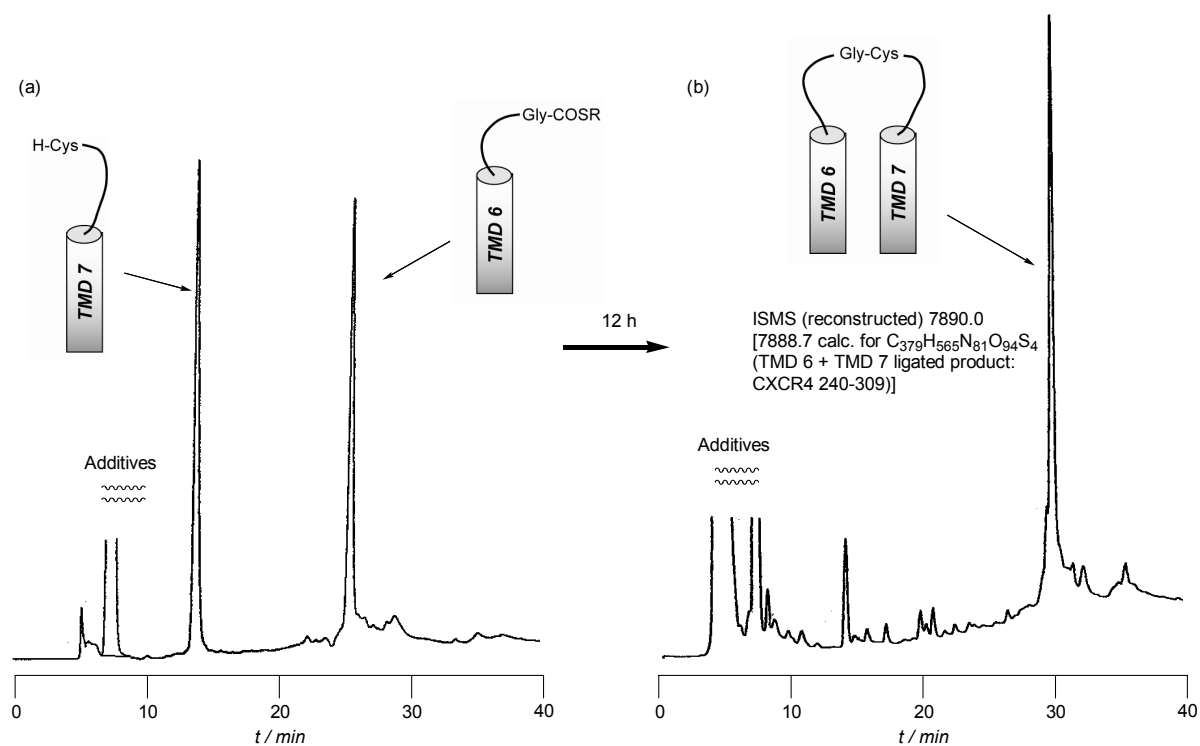 (a)
H-Cys
TMD 7
Gly-COSR
TMD 6
Additives
0 10 20 30 40
t / min
12 h
(b)
Gly-Cys
TMD 6
TMD 7
ISMS (reconstructed) 7890.0
[7888.7 calc. for C₃₇₉H₅₆₅N₈₁O₉₄S₄
(TMD 6 + TMD 7 ligated product:
CXCR4 240-309)]
Additives
0 10 20 30 40
t / min